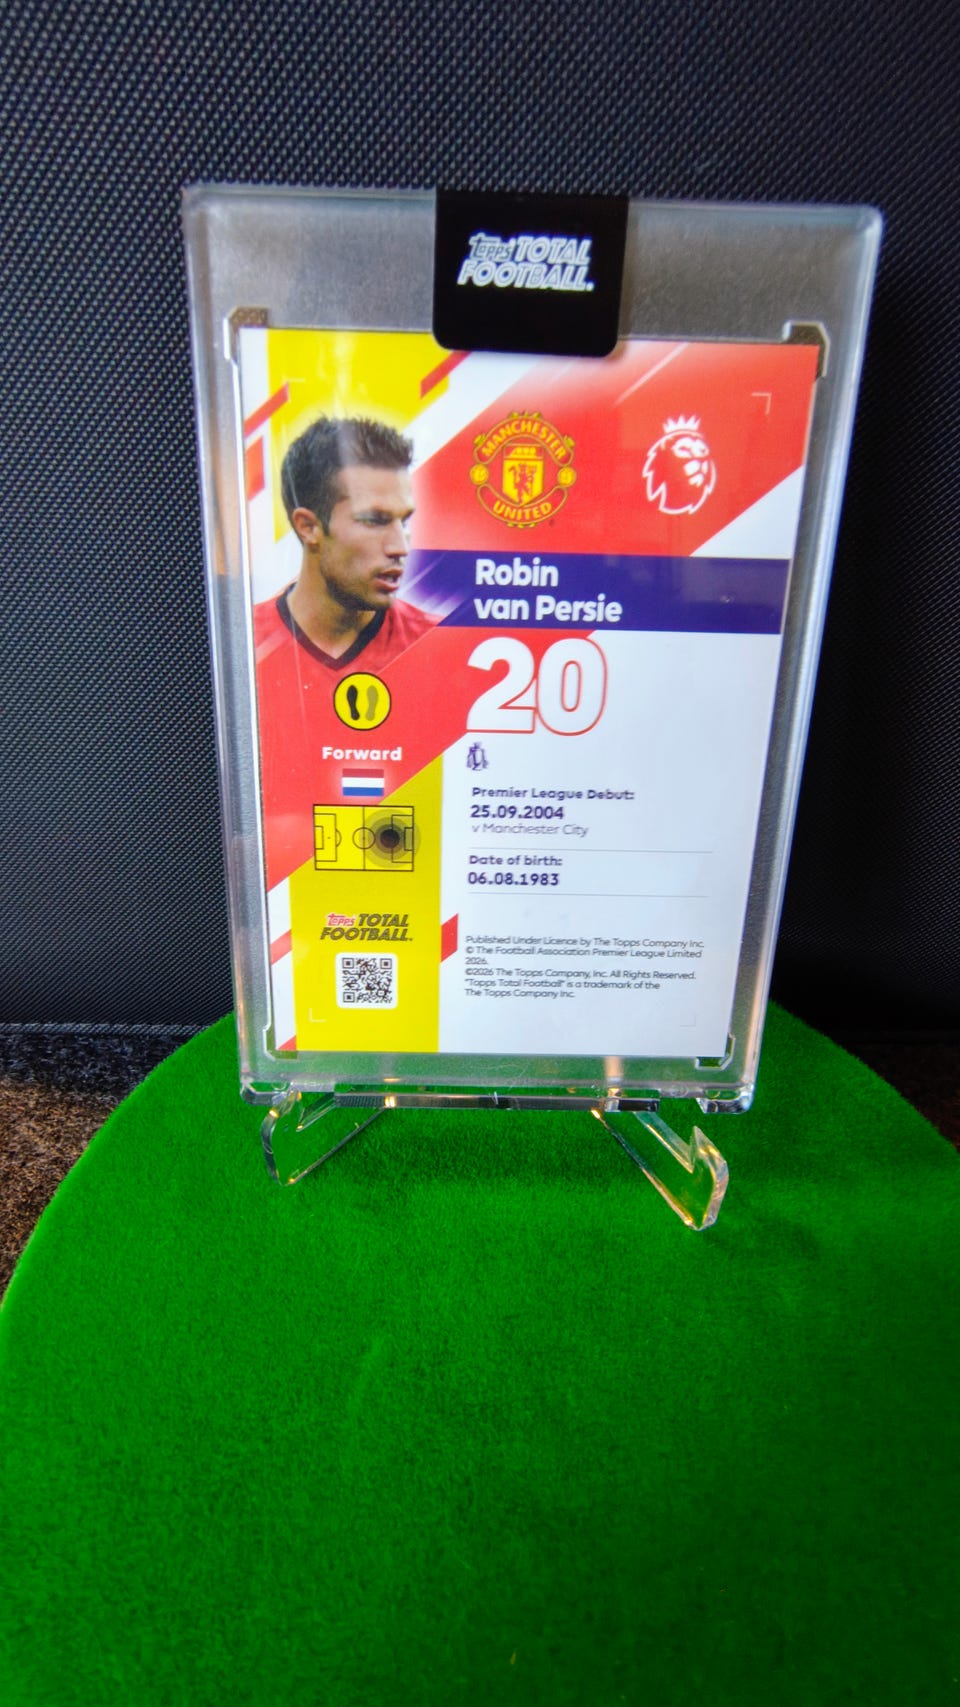 Topps TOTAL
FOOTBALL.
MANCHESTER
UNITED
Robin
van Persie
20
Forward
Premier League Debut:
25.09.2004
v Manchester City
Date of birth:
06.08.1983
Topps TOTAL
FOOTBALL.
Published Under Licence by The Topps Company Inc.
© The Football Association Premier League Limited
2026.
©2026 The Topps Company, Inc. All Rights Reserved.
"Topps Total Football" is a trademark of the
The Topps Company Inc.